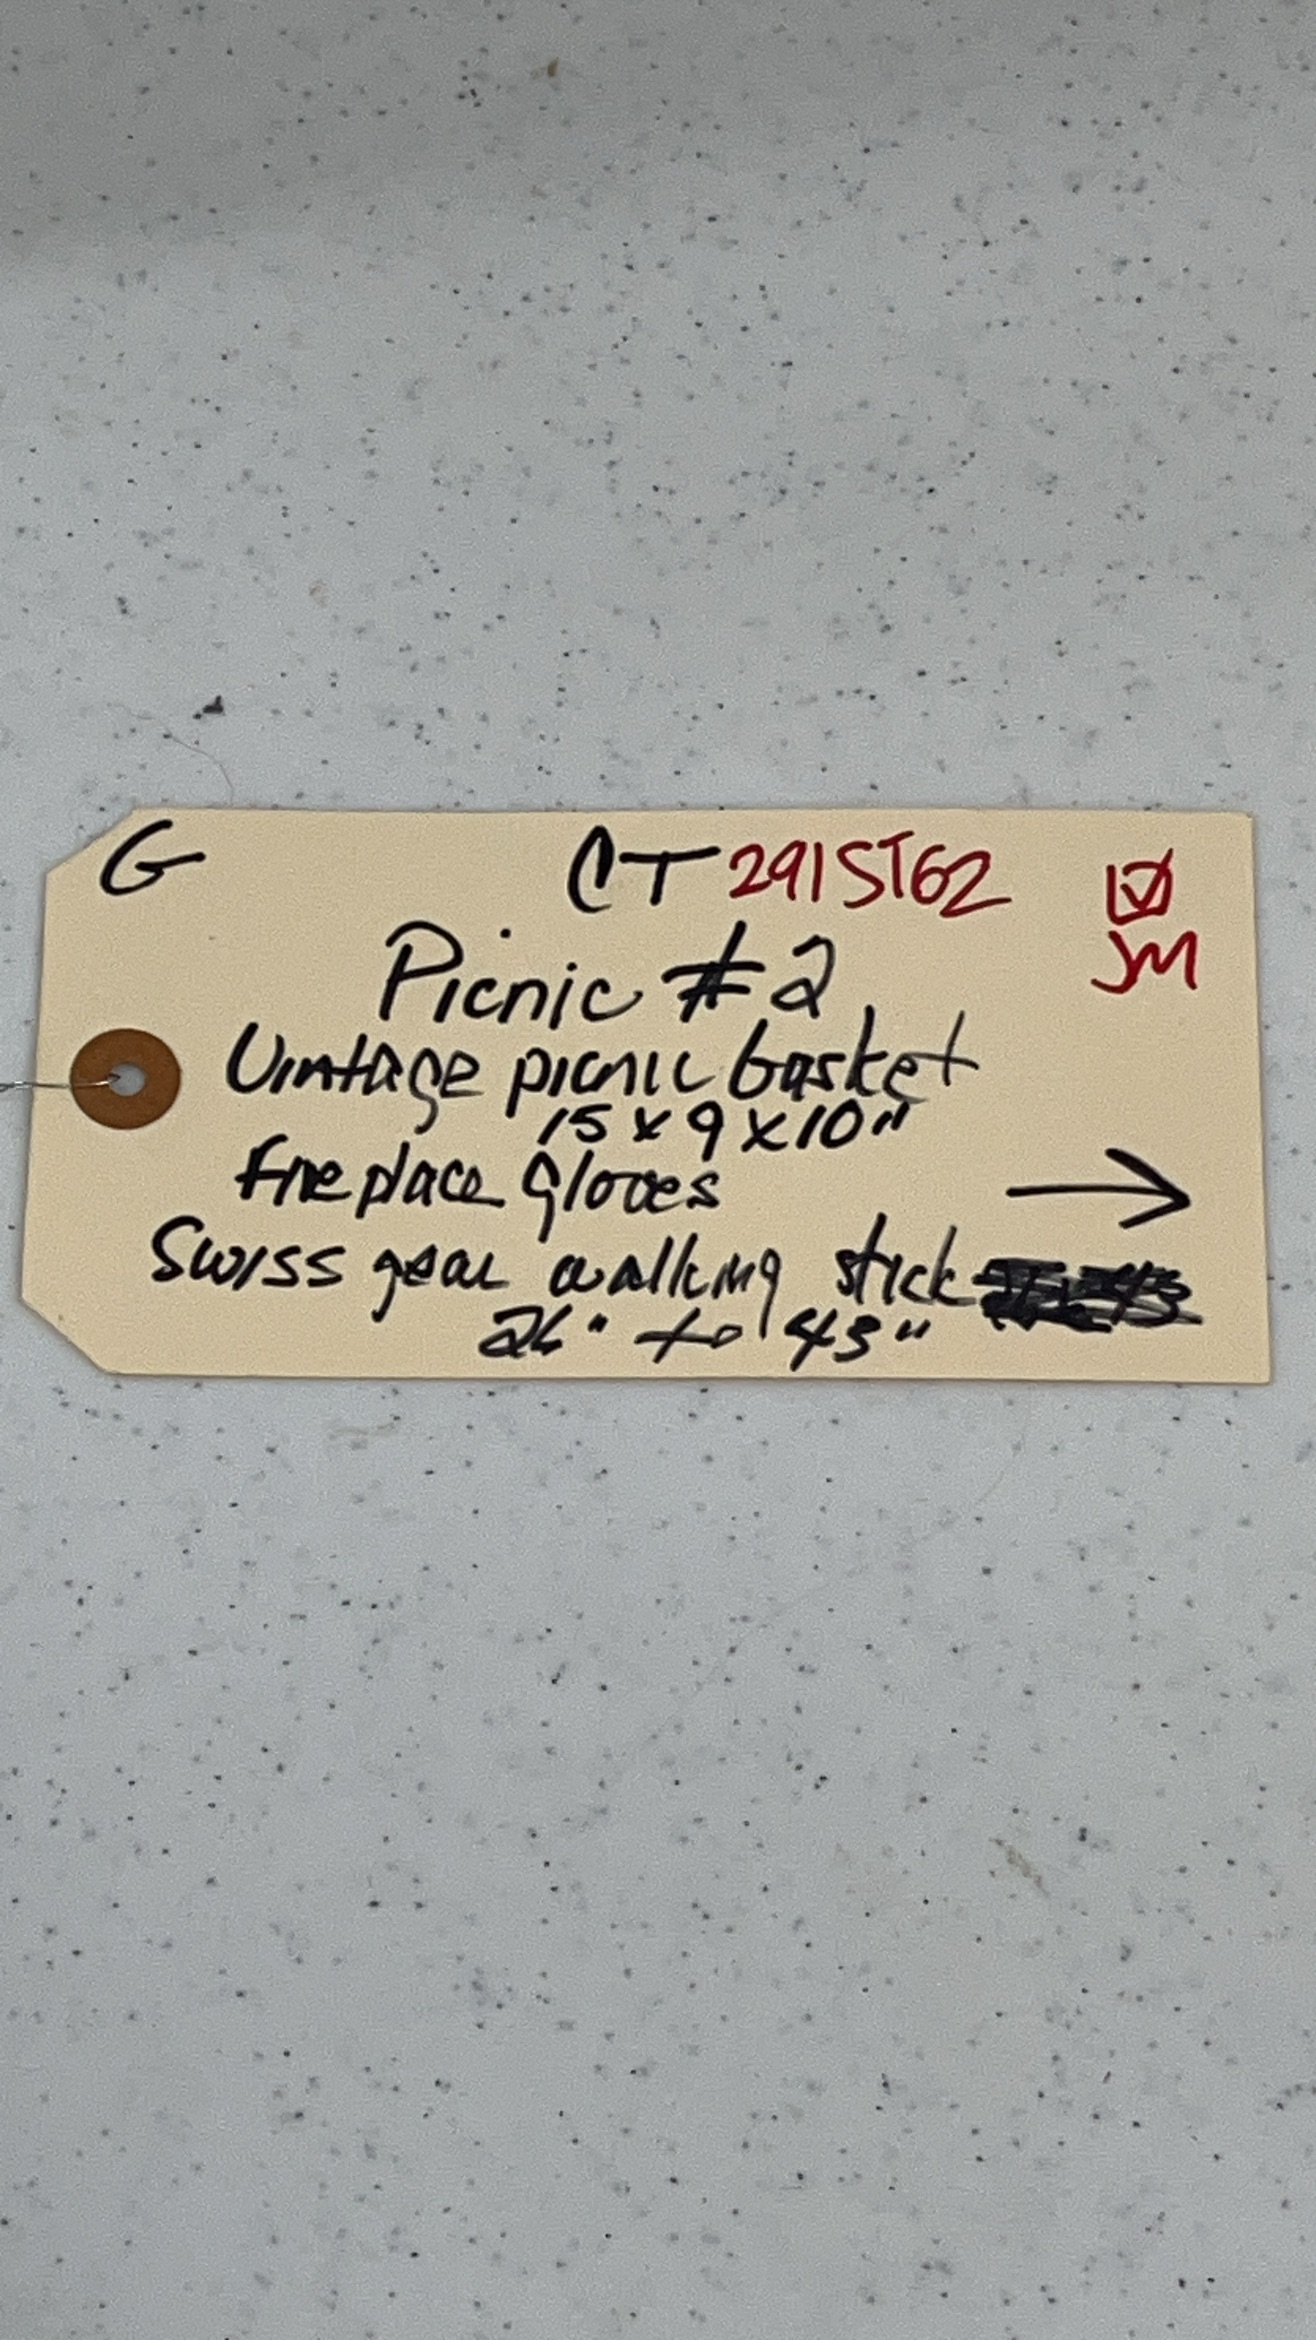 G CT 291ST62 ☑
JM
Picnic #2
Vintage picnic basket
15 x 9 x 10"
fireplace gloves →
Swiss gear walking stick
26" to 43"